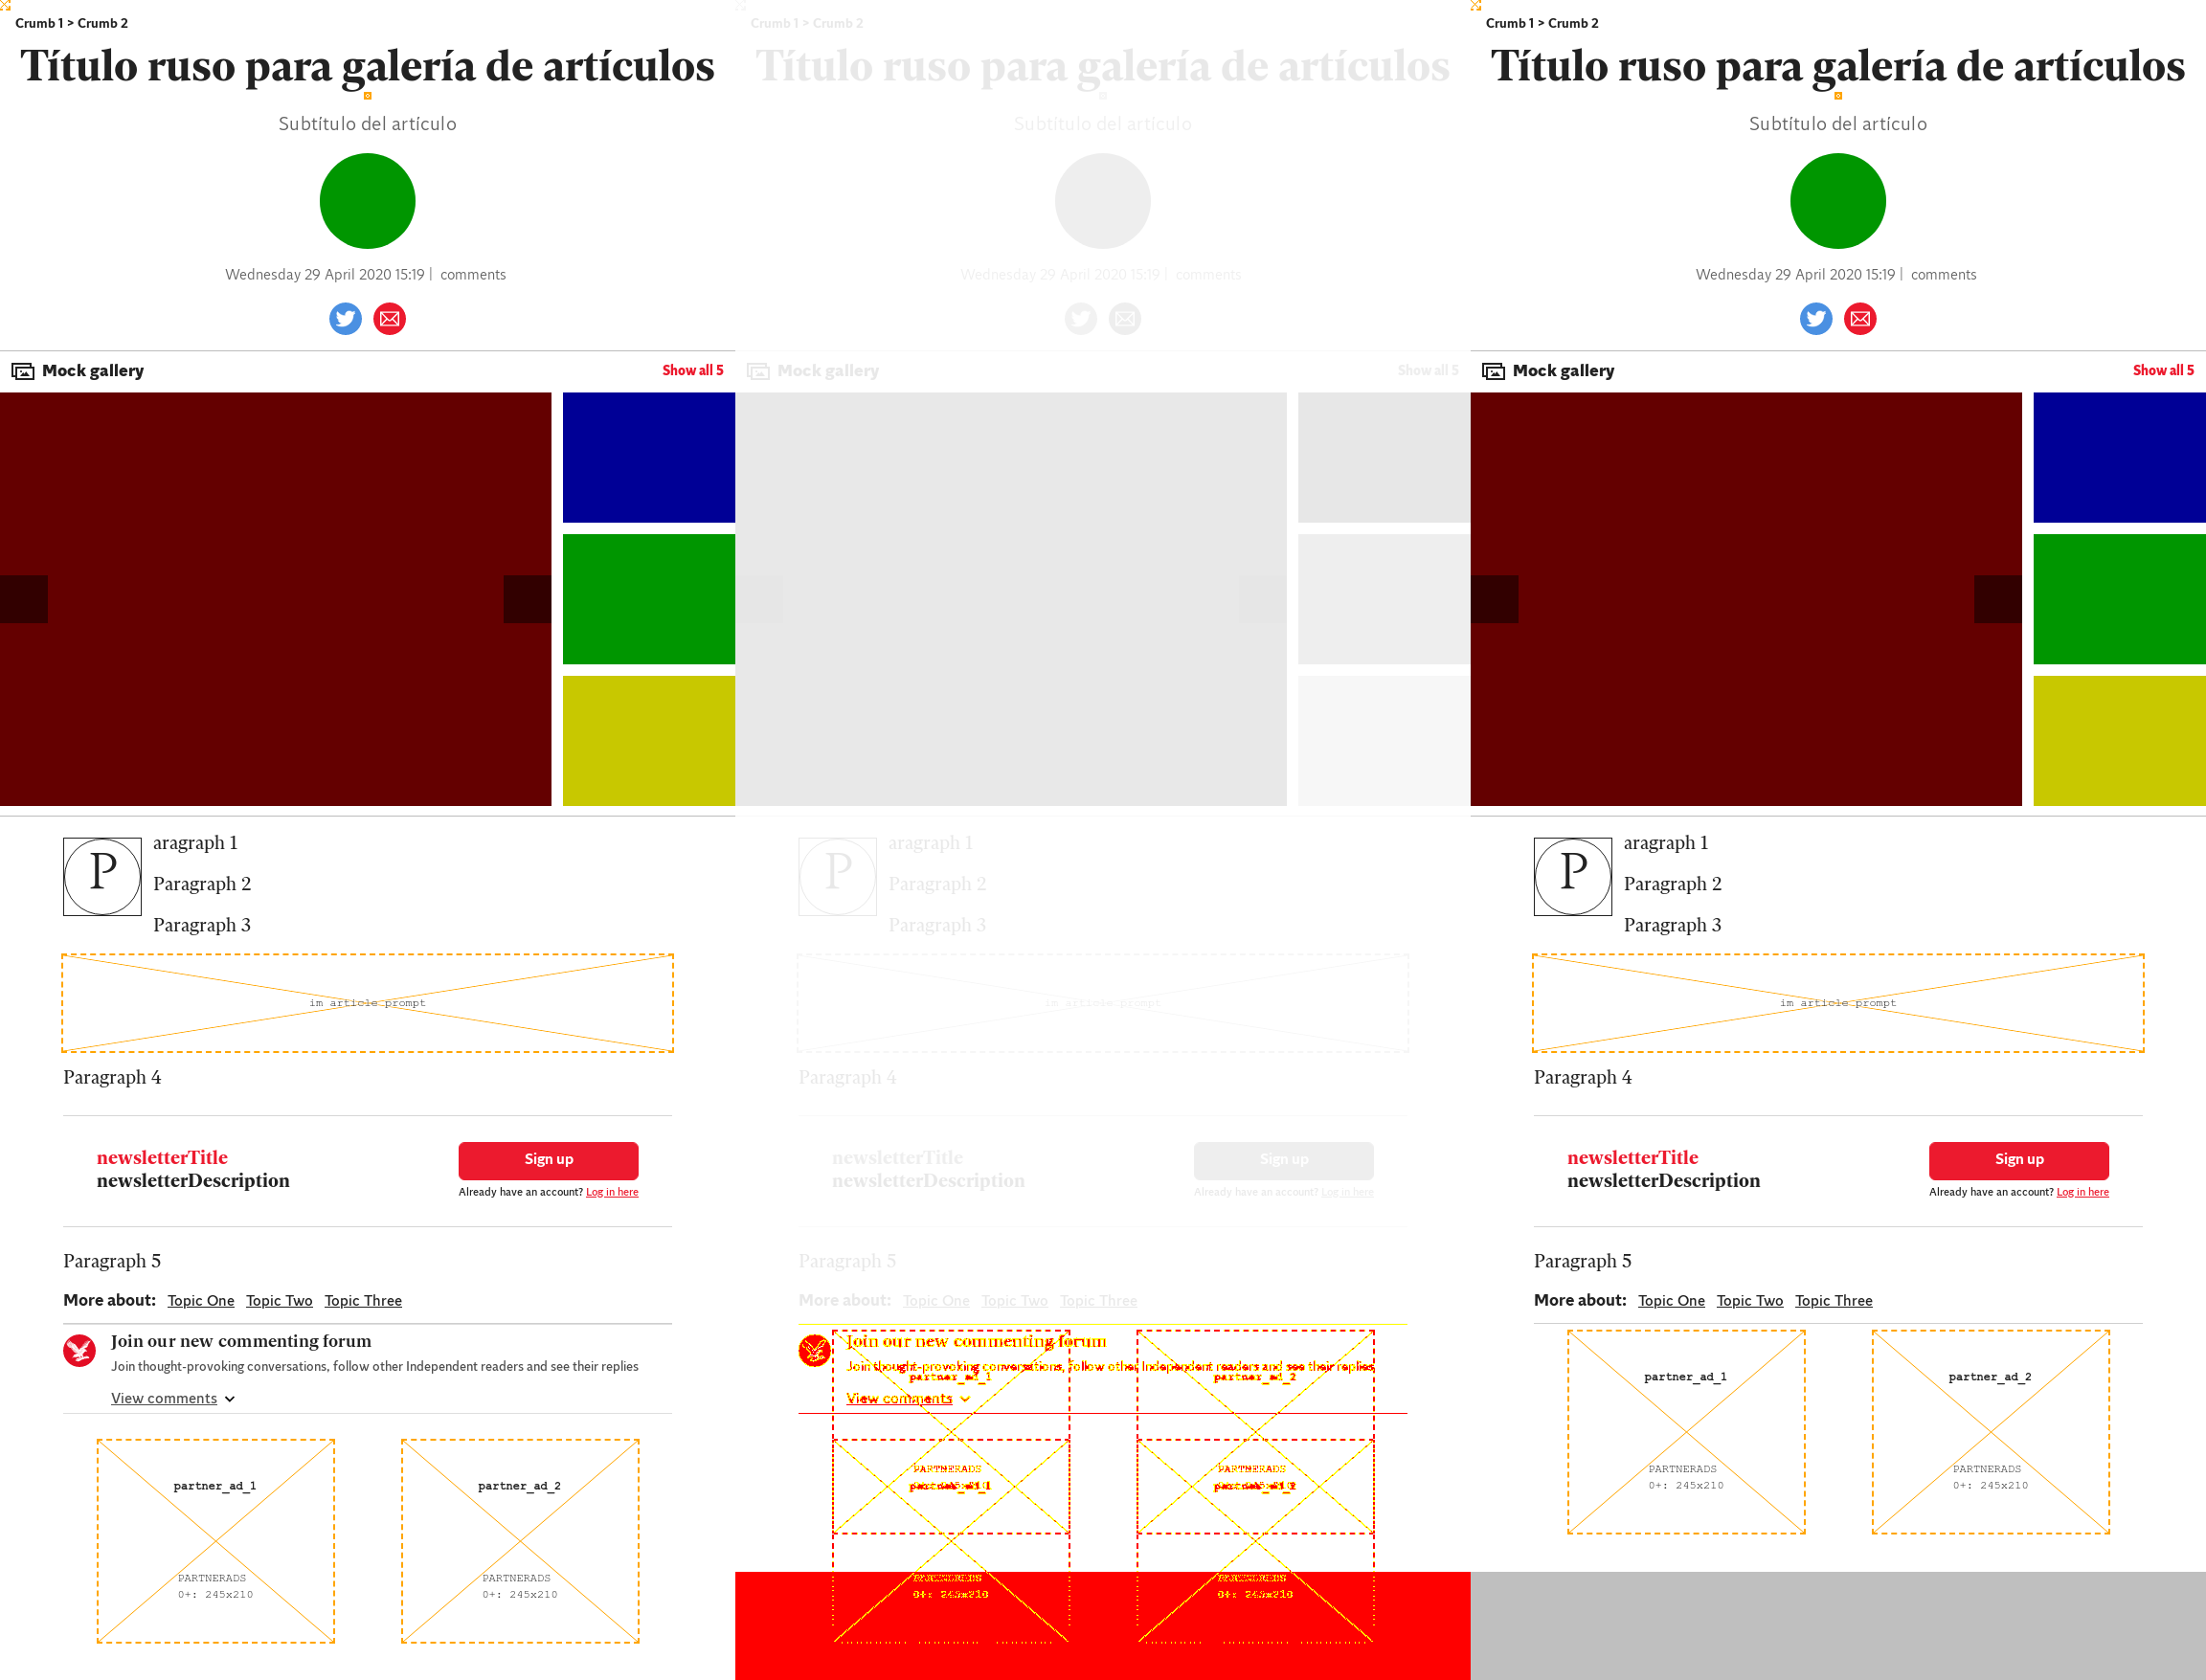 Crumb 1 > Crumb 2
Título ruso para galería de artículos
Subtitulo del articulo
Wednesday 29 April 2020 15:19 | comments
Mock gallery
Show all 5
P
aragraph 1
Paragraph 2
Paragraph 3
im article prompt
Paragraph 4
newsletterTitle
newsletterDescription
Sign up
Already have an account? Log in here
Paragraph 5
More about: Topic One Topic Two Topic Three
Join our new commenting forum
Join thought-provoking conversations, follow other Independent readers and see their replies
View comments
partner_ad_1
PARTNERADS
0+: 245x210
partner_ad_2
PARTNERADS
0+: 245x210
Crumb 1 > Crumb 2
Título ruso para galería de artículos
Subtitulo del articulo
Wednesday 29 April 2020 15:19 | comments
Mock gallery
Show all 5
P
aragraph 1
Paragraph 2
Paragraph 3
im article prompt
Paragraph 4
newsletterTitle
newsletterDescription
Sign up
Already have an account? Log in here
Paragraph 5
More about: Topic One Topic Two Topic Three
Join our new commenting forum
Join thought-provoking conversations, follow other Independent readers and see their replies
partner_ad_1
partner_ad_2
View comments
PARTNERADS
PARTNERADS
partner_ad_1
partner_ad_2
PARTNERADS
0+: 245x210
PARTNERADS
0+: 245x210
Crumb 1 > Crumb 2
Título ruso para galería de artículos
Subtitulo del articulo
Wednesday 29 April 2020 15:19 | comments
Mock gallery
Show all 5
P
aragraph 1
Paragraph 2
Paragraph 3
im article prompt
Paragraph 4
newsletterTitle
newsletterDescription
Sign up
Already have an account? Log in here
Paragraph 5
More about: Topic One Topic Two Topic Three
partner_ad_1
PARTNERADS
0+: 245x210
partner_ad_2
PARTNERADS
0+: 245x210